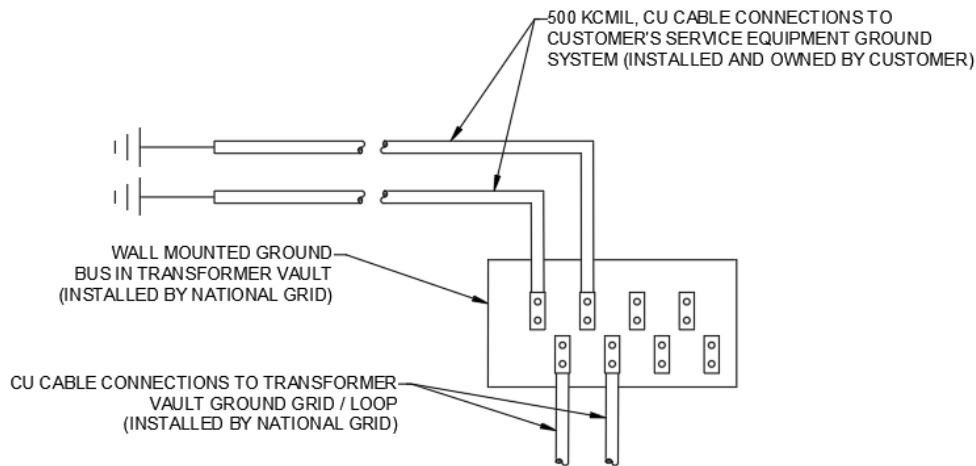 500 KCMIL, CU CABLE CONNECTIONS TO
CUSTOMER'S SERVICE EQUIPMENT GROUND
SYSTEM (INSTALLED AND OWNED BY CUSTOMER)
WALL MOUNTED GROUND
BUS IN TRANSFORMER VAULT
(INSTALLED BY NATIONAL GRID)
CU CABLE CONNECTIONS TO TRANSFORMER
VAULT GROUND GRID / LOOP
(INSTALLED BY NATIONAL GRID)